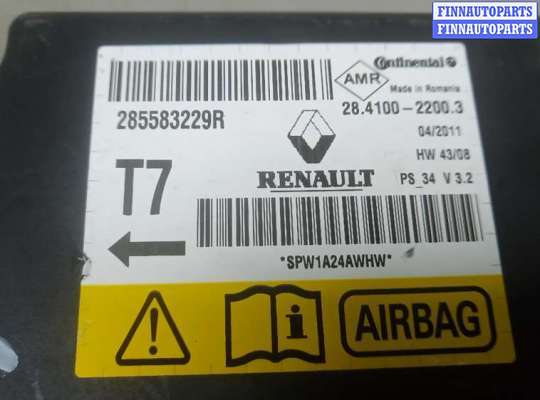 FINNAUTOPARTS
FINNAUTOPARTS
Continental
AMR
Made in Romania
285583229R
28.4100-2200.3
04/2011
T7
HW 43/08
RENAULT
PS_34 V 3.2
*SPW1A24AWHW*
AIRBAG